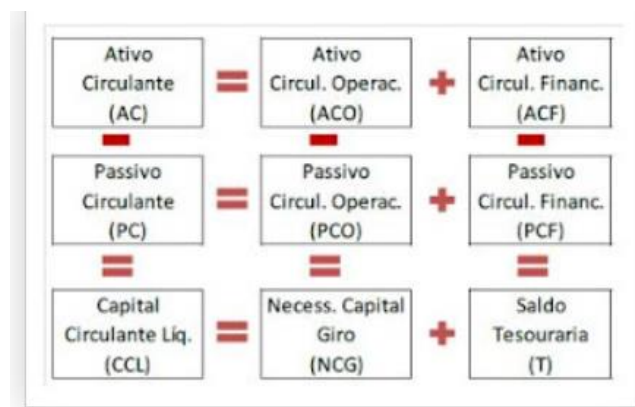 Ativo
Circulante
(AC)
=
Ativo
Circul. Operac.
(ACO)
+
Ativo
Circul. Financ.
(ACF)
-
-
-
Passivo
Circulante
(PC)
=
Passivo
Circul. Operac.
(PCO)
+
Passivo
Circul. Financ.
(PCF)
=
=
=
Capital
Circulante Líq.
(CCL)
=
Necess. Capital
Giro
(NCG)
+
Saldo
Tesouraria
(T)